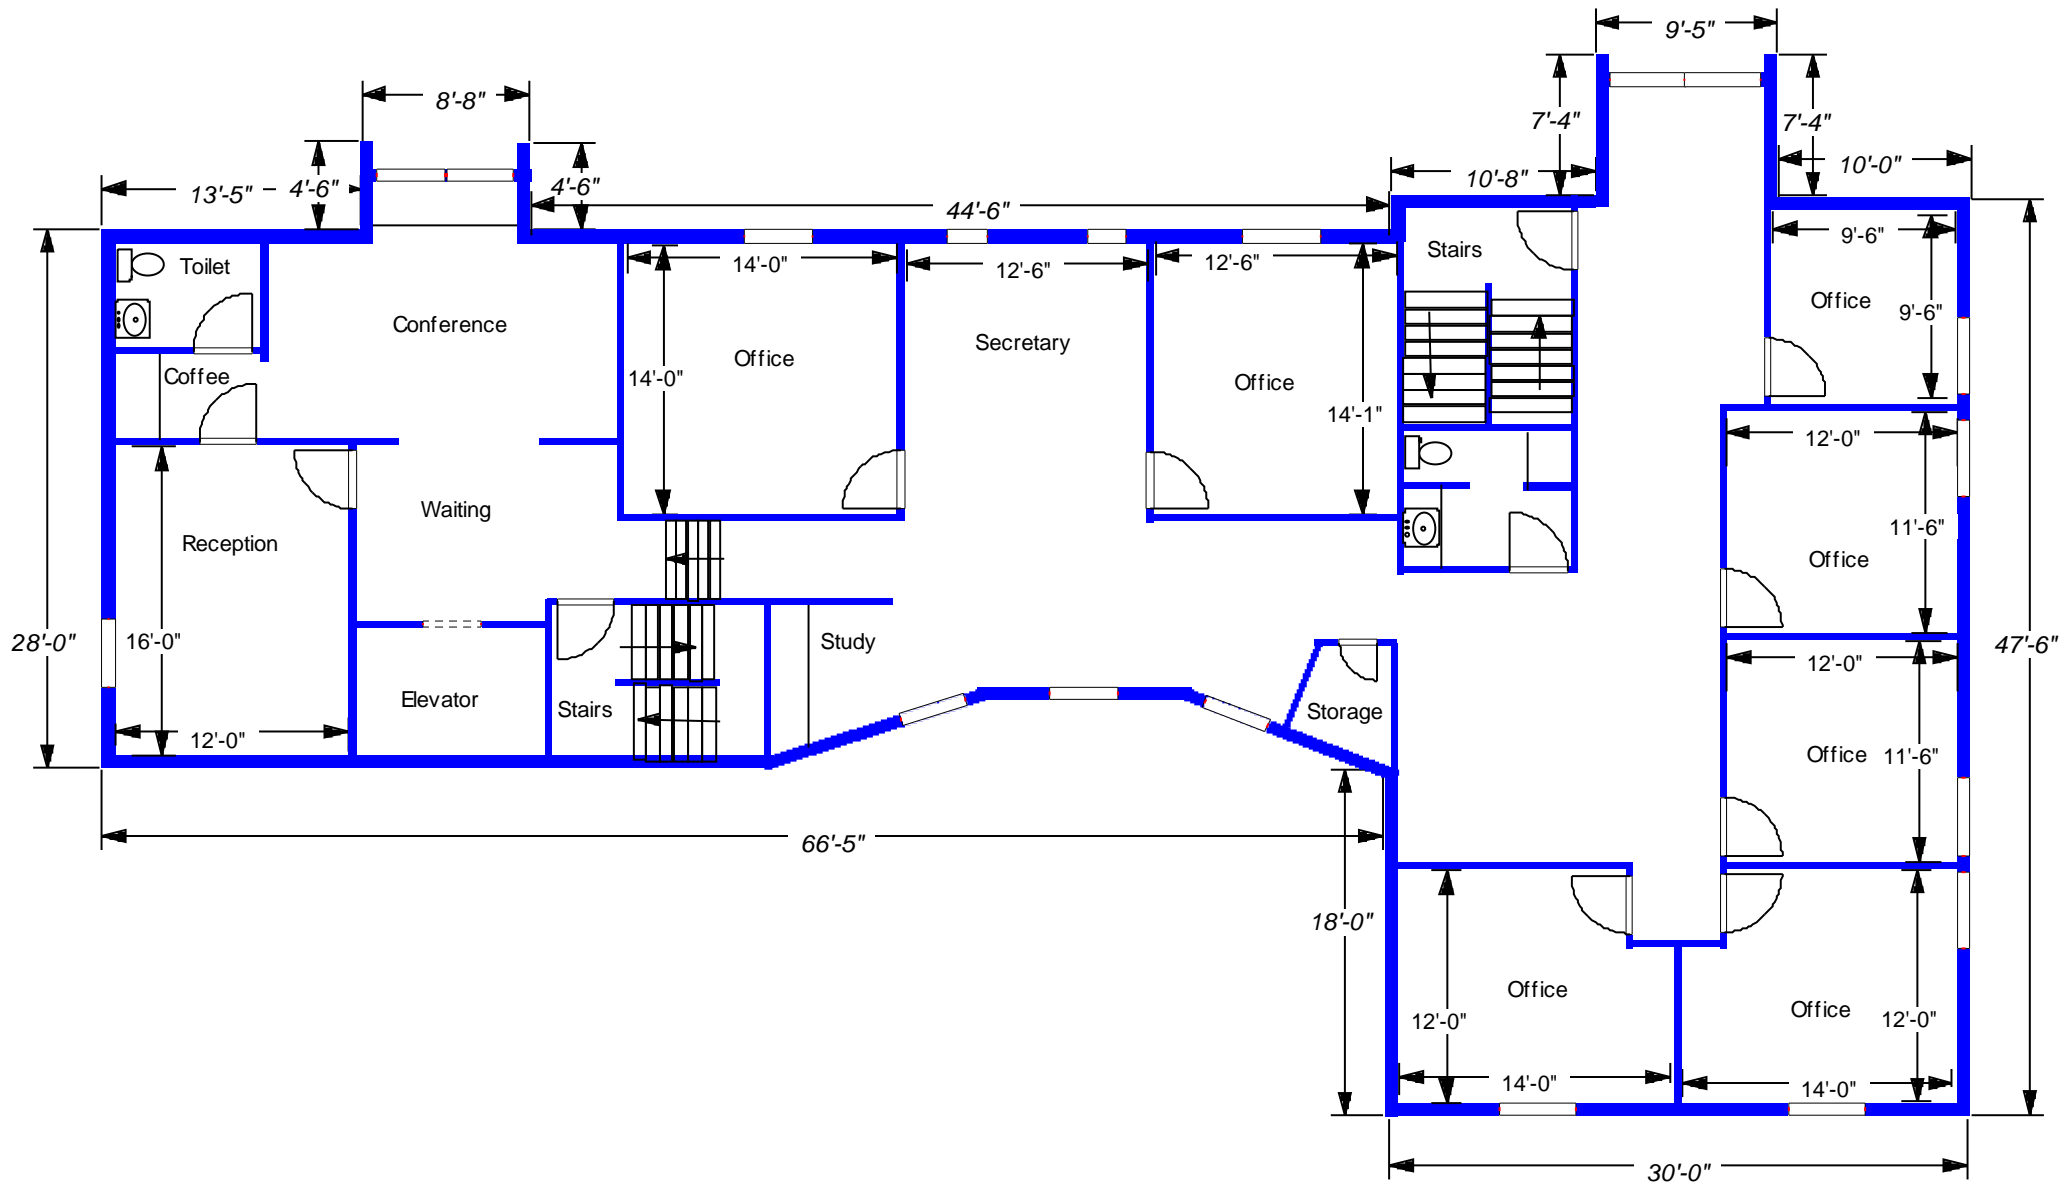 9'-5"
8'-8"
7'-4"
7'-4"
10'-8"
10'-0"
13'-5"
4'-6"
4'-6"
44'-6"
9'-6"
Stairs
Toilet
14'-0"
12'-6"
12'-6"
Office
9'-6"
Conference
Secretary
Office
Coffee
14'-0"
Office
14'-1"
12'-0"
Waiting
11'-6"
Reception
Office
28'-0"
16'-0"
Study
47'-6"
12'-0"
Elevator
Stairs
Storage
12'-0"
Office
11'-6"
66'-5"
18'-0"
Office
12'-0"
Office
12'-0"
14'-0"
14'-0"
30'-0"